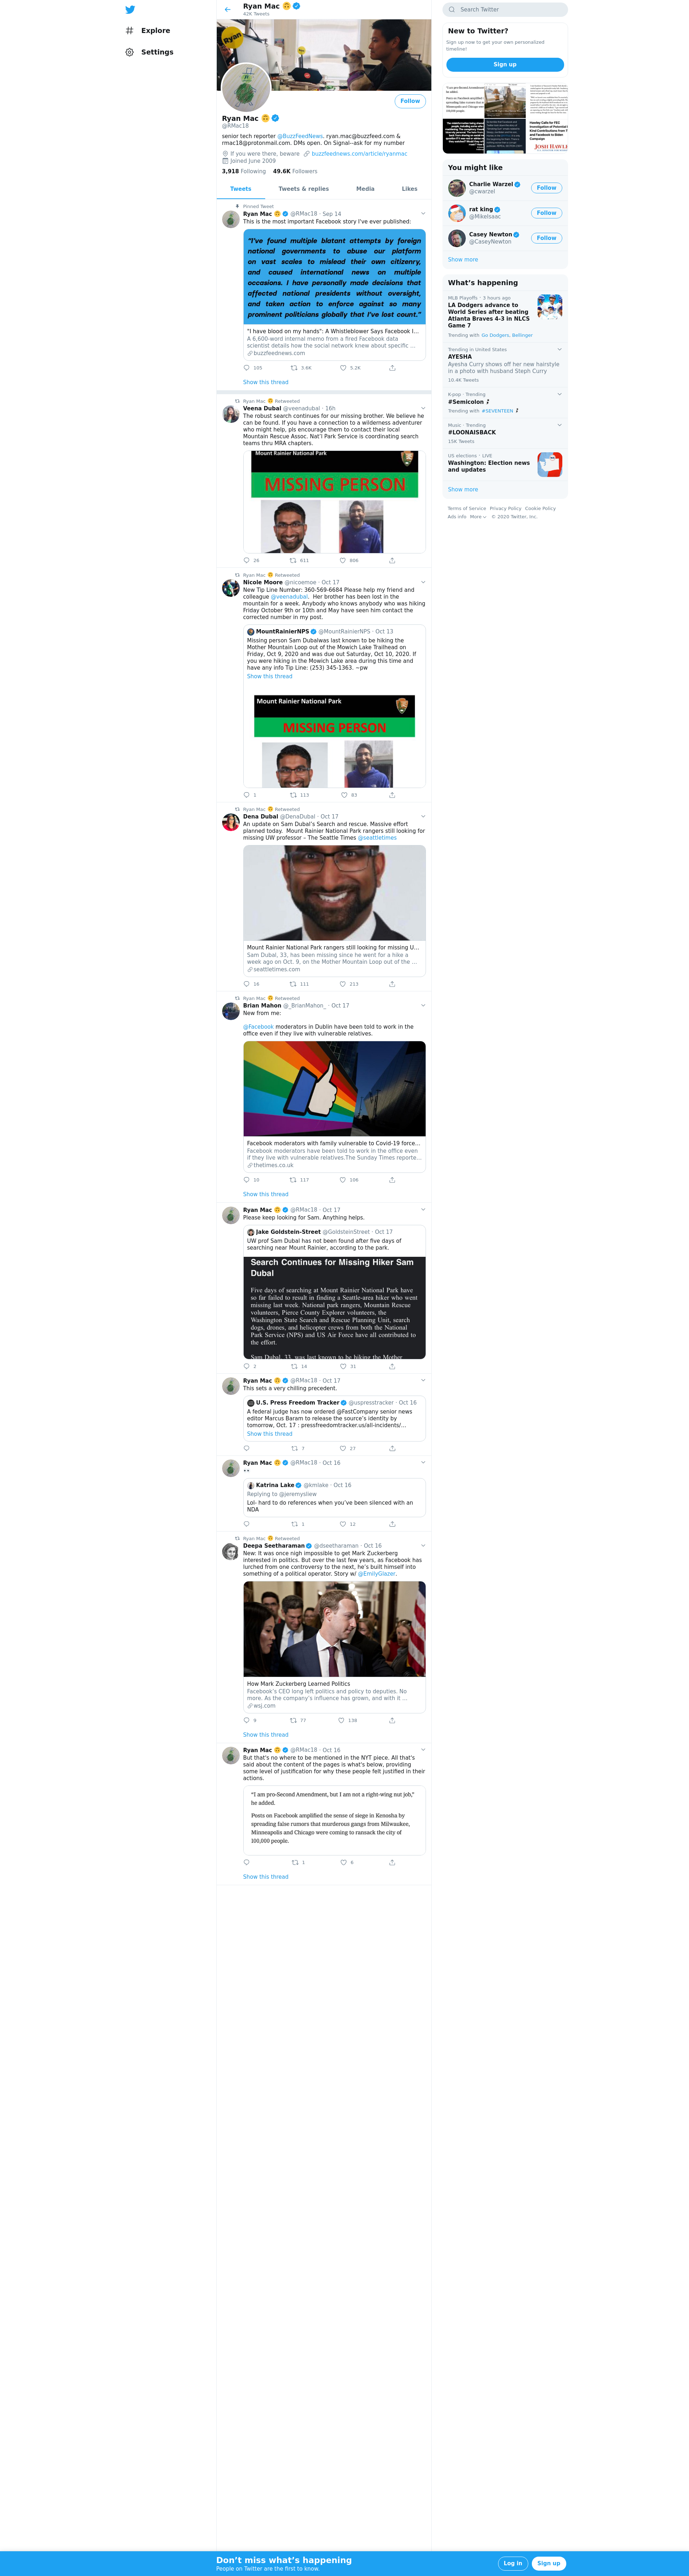 Explore
Settings
Ryan Mac
42K Tweets
Ryan
Follow
Ryan Mac
@RMac18
senior tech reporter @BuzzFeedNews. ryan.mac@buzzfeed.com &
rmac18@protonmail.com. DMs open. On Signal--ask for my number
If you were there, beware buzzfeednews.com/article/ryanmac
Joined June 2009
3,918 Following 49.6K Followers
Tweets Tweets & replies Media Likes
Pinned Tweet
Ryan Mac @RMac18 · Sep 14
This is the most important Facebook story I've ever published:
"I've found multiple blatant attempts by foreign
national governments to abuse our platform
on vast scales to mislead their own citizenry,
and caused international news on multiple
occasions. I have personally made decisions that
affected national presidents without oversight,
and taken action to enforce against so many
prominent politicians globally that I've lost count."
"I have blood on my hands": A Whistleblower Says Facebook I...
A 6,600-word internal memo from a fired Facebook data
scientist details how the social network knew about specific ...
buzzfeednews.com
105 3.6K 5.2K
Show this thread
Ryan Mac Retweeted
Veena Dubal @veenadubal · 16h
The robust search continues for our missing brother. We believe he
can be found. If you have a connection to a wilderness adventurer
who might help, pls encourage them to contact their local
Mountain Rescue Assoc. Nat'l Park Service is coordinating search
teams thru MRA chapters.
Mount Rainier National Park
MISSING PERSON
26 611 806
Ryan Mac Retweeted
Nicole Moore @nicoemoe · Oct 17
New Tip Line Number: 360-569-6684 Please help my friend and
colleague @veenadubal. Her brother has been lost in the
mountain for a week. Anybody who knows anybody who was hiking
Friday October 9th or 10th and May have seen him contact the
corrected number in my post.
MountRainierNPS @MountRainierNPS · Oct 13
Missing person Sam Dubalwas last known to be hiking the
Mother Mountain Loop out of the Mowich Lake Trailhead on
Friday, Oct 9, 2020 and was due out Saturday, Oct 10, 2020. If
you were hiking in the Mowich Lake area during this time and
have any info Tip Line: (253) 345-1363. ~pw
Show this thread
Mount Rainier National Park
MISSING PERSON
1 113 83
Ryan Mac Retweeted
Dena Dubal @DenaDubal · Oct 17
An update on Sam Dubal's Search and rescue. Massive effort
planned today. Mount Rainier National Park rangers still looking for
missing UW professor – The Seattle Times @seattletimes
Mount Rainier National Park rangers still looking for missing U...
Sam Dubal, 33, has been missing since he went for a hike a
week ago on Oct. 9, on the Mother Mountain Loop out of the ...
seattletimes.com
16 111 213
Ryan Mac Retweeted
Brian Mahon @_BrianMahon_ · Oct 17
New from me:
@Facebook moderators in Dublin have been told to work in the
office even if they live with vulnerable relatives.
Facebook moderators with family vulnerable to Covid-19 force...
Facebook moderators have been told to work in the office even
if they live with vulnerable relatives.The Sunday Times reporte...
thetimes.co.uk
10 117 106
Show this thread
Ryan Mac @RMac18 · Oct 17
Please keep looking for Sam. Anything helps.
Jake Goldstein-Street @GoldsteinStreet · Oct 17
UW prof Sam Dubal has not been found after five days of
searching near Mount Rainier, according to the park.
Search Continues for Missing Hiker Sam
Dubal
Five days of searching at Mount Rainier National Park have
so far failed to result in finding a Seattle-area hiker who went
missing last week. National park rangers, Mountain Rescue
volunteers, Pierce County Explorer volunteers, the
Washington State Search and Rescue Planning Unit, search
dogs, drones, and helicopter crews from both the National
Park Service (NPS) and US Air Force have all contributed to
the effort.
Sam Dubal, 33, was last known to be hiking the Mother
2 14 31
Ryan Mac @RMac18 · Oct 17
This sets a very chilling precedent.
U.S. Press Freedom Tracker @uspresstracker · Oct 16
A federal judge has now ordered @FastCompany senior news
editor Marcus Baram to release the source's identity by
tomorrow, Oct. 17 : pressfreedomtracker.us/all-incidents/...
Show this thread
7 27
Ryan Mac @RMac18 · Oct 16
Katrina Lake @kmlake · Oct 16
Replying to @jeremysliew
Lol- hard to do references when you've been silenced with an
NDA
1 12
Ryan Mac Retweeted
Deepa Seetharaman @dseetharaman · Oct 16
New: It was once nigh impossible to get Mark Zuckerberg
interested in politics. But over the last few years, as Facebook has
lurched from one controversy to the next, he's built himself into
something of a political operator. Story w/ @EmilyGlazer.
How Mark Zuckerberg Learned Politics
Facebook's CEO long left politics and policy to deputies. No
more. As the company's influence has grown, and with it ...
wsj.com
9 77 138
Show this thread
Ryan Mac @RMac18 · Oct 16
But that's no where to be mentioned in the NYT piece. All that's
said about the content of the pages is what's below, providing
some level of justification for why these people felt justified in their
actions.
"I am pro-Second Amendment, but I am not a right-wing nut job,"
he added.
Posts on Facebook amplified the sense of siege in Kenosha by
spreading false rumors that murderous gangs from Milwaukee,
Minneapolis and Chicago were coming to ransack the city of
100,000 people.
1 6
Show this thread
Search Twitter
New to Twitter?
Sign up now to get your own personalized
timeline!
Sign up
Hawley Calls for FEC
JOSH HAWLE
You might like
Charlie Warzel
@cwarzel
Follow
rat king
@MikeIsaac
Follow
Casey Newton
@CaseyNewton
Follow
Show more
What's happening
MLB Playoffs · 3 hours ago
LA Dodgers advance to
World Series after beating
Atlanta Braves 4-3 in NLCS
Game 7
Trending with Go Dodgers, Bellinger
Trending in United States
AYESHA
Ayesha Curry shows off her new hairstyle
in a photo with husband Steph Curry
10.4K Tweets
K-pop · Trending
#Semicolon
Trending with #SEVENTEEN
Music · Trending
#LOONAISBACK
15K Tweets
US elections · LIVE
Washington: Election news
and updates
Show more
Terms of Service Privacy Policy Cookie Policy
Ads info More © 2020 Twitter, Inc.
Don't miss what's happening
People on Twitter are the first to know.
Log in Sign up